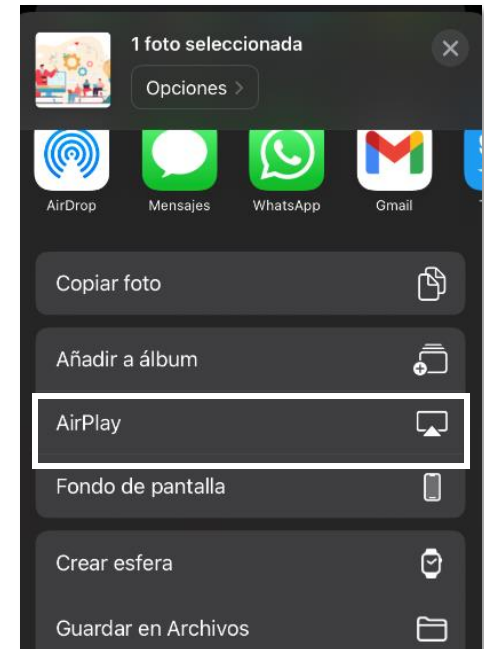 1 foto seleccionada
Opciones >
AirDrop
Mensajes
WhatsApp
Gmail
Copiar foto
Añadir a álbum
AirPlay
Fondo de pantalla
Crear esfera
Guardar en Archivos